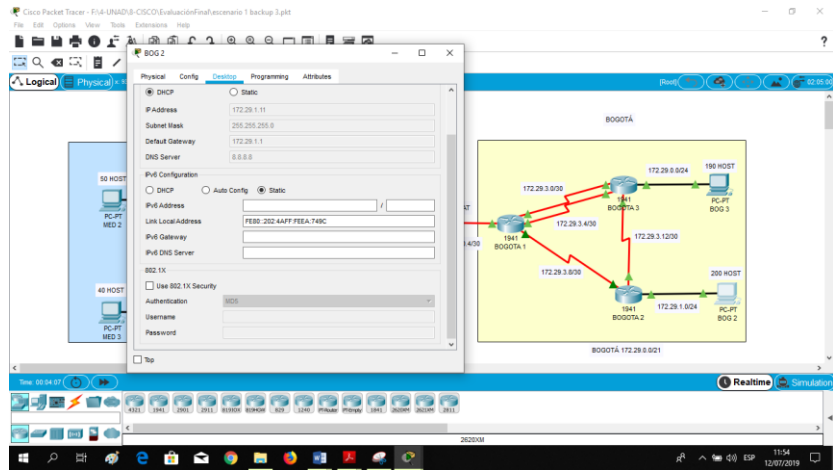 Cisco Packet Tracer - F:\4-UNAD\8-CISCO\EvaluaciónFinal\escenario 1 backup 3.pkt
File Edit Options View Tools Extensions Help
?
Logical
Physical
[Root]
02:05:00
BOG 2
Physical Config Desktop Programming Attributes
DHCP Static
IP Address 172.29.1.11
Subnet Mask 255.255.255.0
Default Gateway 172.29.1.1
DNS Server 8.8.8.8
IPv6 Configuration
DHCP Auto Config Static
IPv6 Address /
Link Local Address FE80::202:4AFF:FEEA:749C
IPv6 Gateway
IPv6 DNS Server
802.1X
Use 802.1X Security
Authentication MD5
Username
Password
Top
50 HOST
PC-PT
MED 2
40 HOST
PC-PT
MED 3
BOGOTÁ
172.29.0.0/24
190 HOST
172.29.3.0/30
1941
BOGOTA 3
PC-PT
BOG 3
172.29.3.4/30
1941
BOGOTA 1
172.29.3.12/30
172.29.3.8/30
200 HOST
172.29.1.0/24
1941
BOGOTA 2
PC-PT
BOG 2
BOGOTÁ 172.29.0.0/21
Time: 00:04:07
Realtime
Simulation
4321 1941 2901 2911 819IOX 819HGW 829 1240 PT-Router PT-Empty 1841 2620XM 2621XM 2811
2620XM
ESP
11:54
12/07/2019